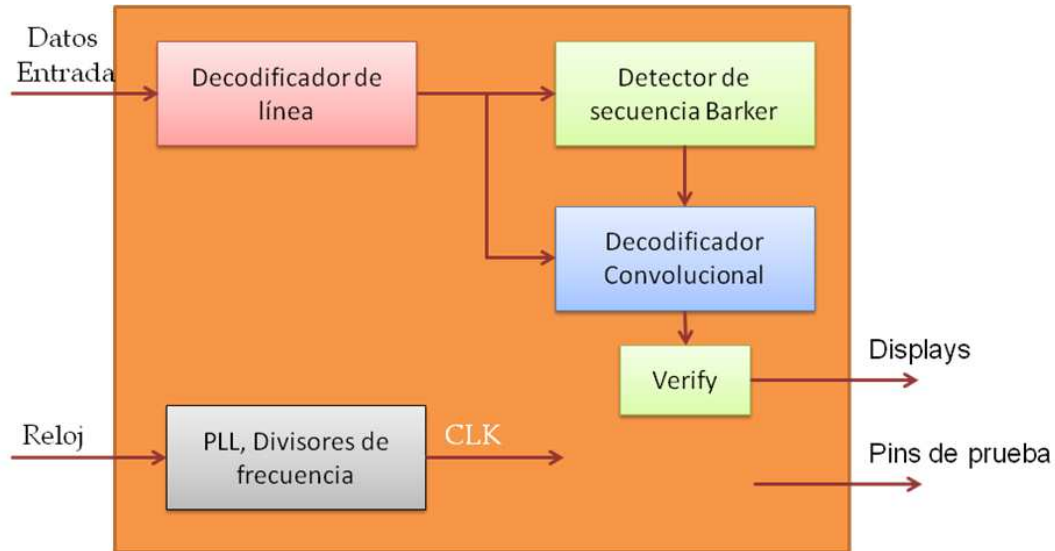 Datos
Entrada
Decodificador de
línea
Detector de
secuencia Barker
Decodificador
Convolucional
Verify
Displays
Reloj
PLL, Divisores de
frecuencia
CLK
Pins de prueba